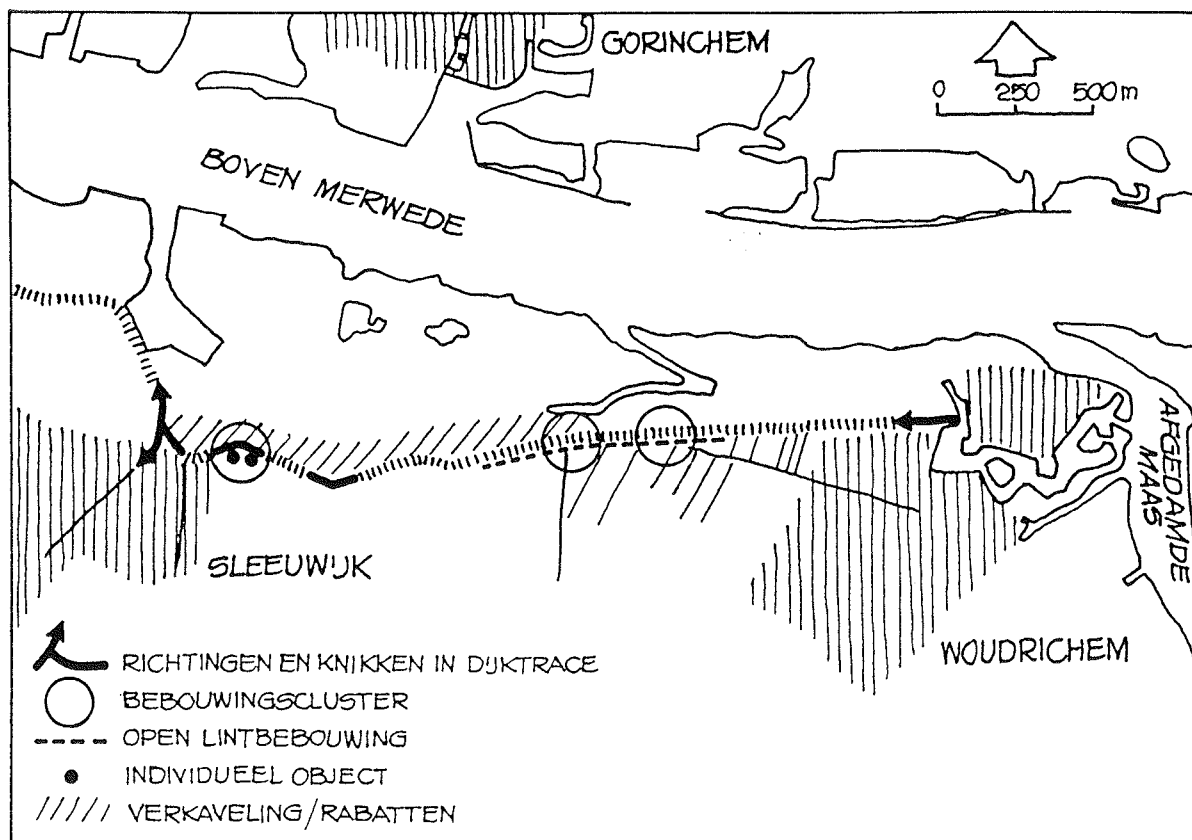 GORINCHEM
0 250 500m
BOVEN MERWEDE
AFGEDAMDE
MAAS
SLEEUWIJK
WOUDRICHEM
RICHTINGEN EN KNIKKEN IN DIJKTRACE
BEBOUWINGSCLUSTER
OPEN LINTBEBOUWING
INDIVIDUEEL OBJECT
VERKAVELING/RABATTEN